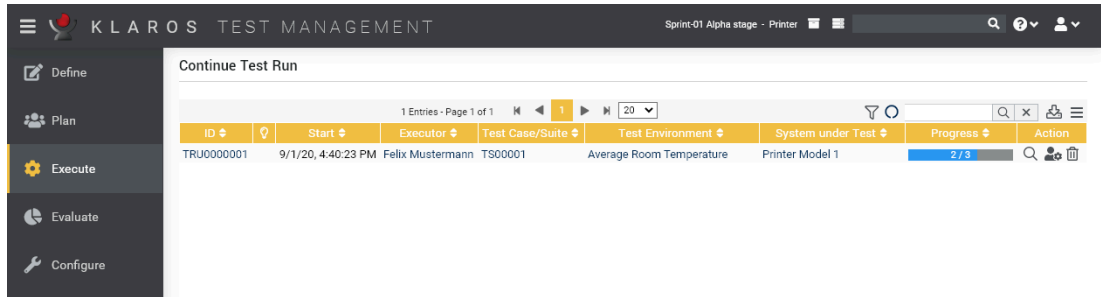 KLAROS TEST MANAGEMENT
Sprint-01 Alpha stage - Printer
Define
Plan
Execute
Evaluate
Configure
Continue Test Run
1 Entries - Page 1 of 1 1 20
ID Start Executor Test Case/Suite Test Environment System under Test Progress Action
TRU0000001 9/1/20, 4:40:23 PM Felix Mustermann TS00001 Average Room Temperature Printer Model 1 2 / 3